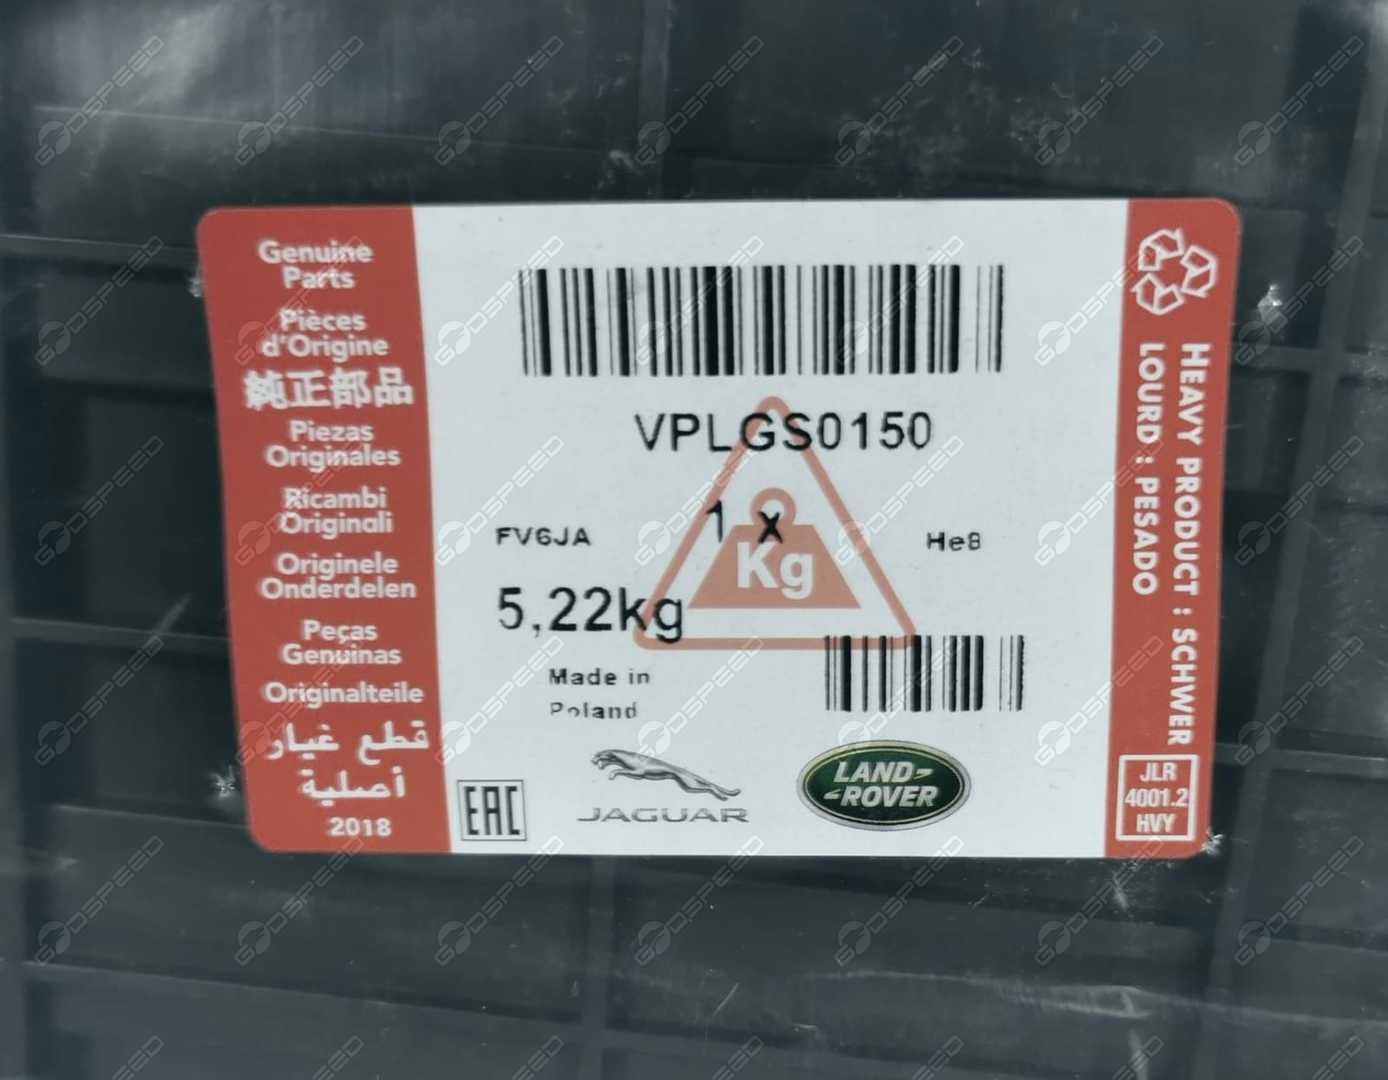 Genuine
Parts
Pièces
d'Origine
純正部品
Piezas
Originales
Ricambi
Originali
Originele
Onderdelen
Peças
Genuinas
Originalteile
قطع غيار
أصلية
2018
VPLGS0150
1 x
Kg
FV6JA
He8
5,22kg
Made in
Poland
EAC
JAGUAR
LAND-
-ROVER
HEAVY PRODUCT : SCHWER
LOURD : PESADO
JLR
4001.2
HVY
GODSPEED